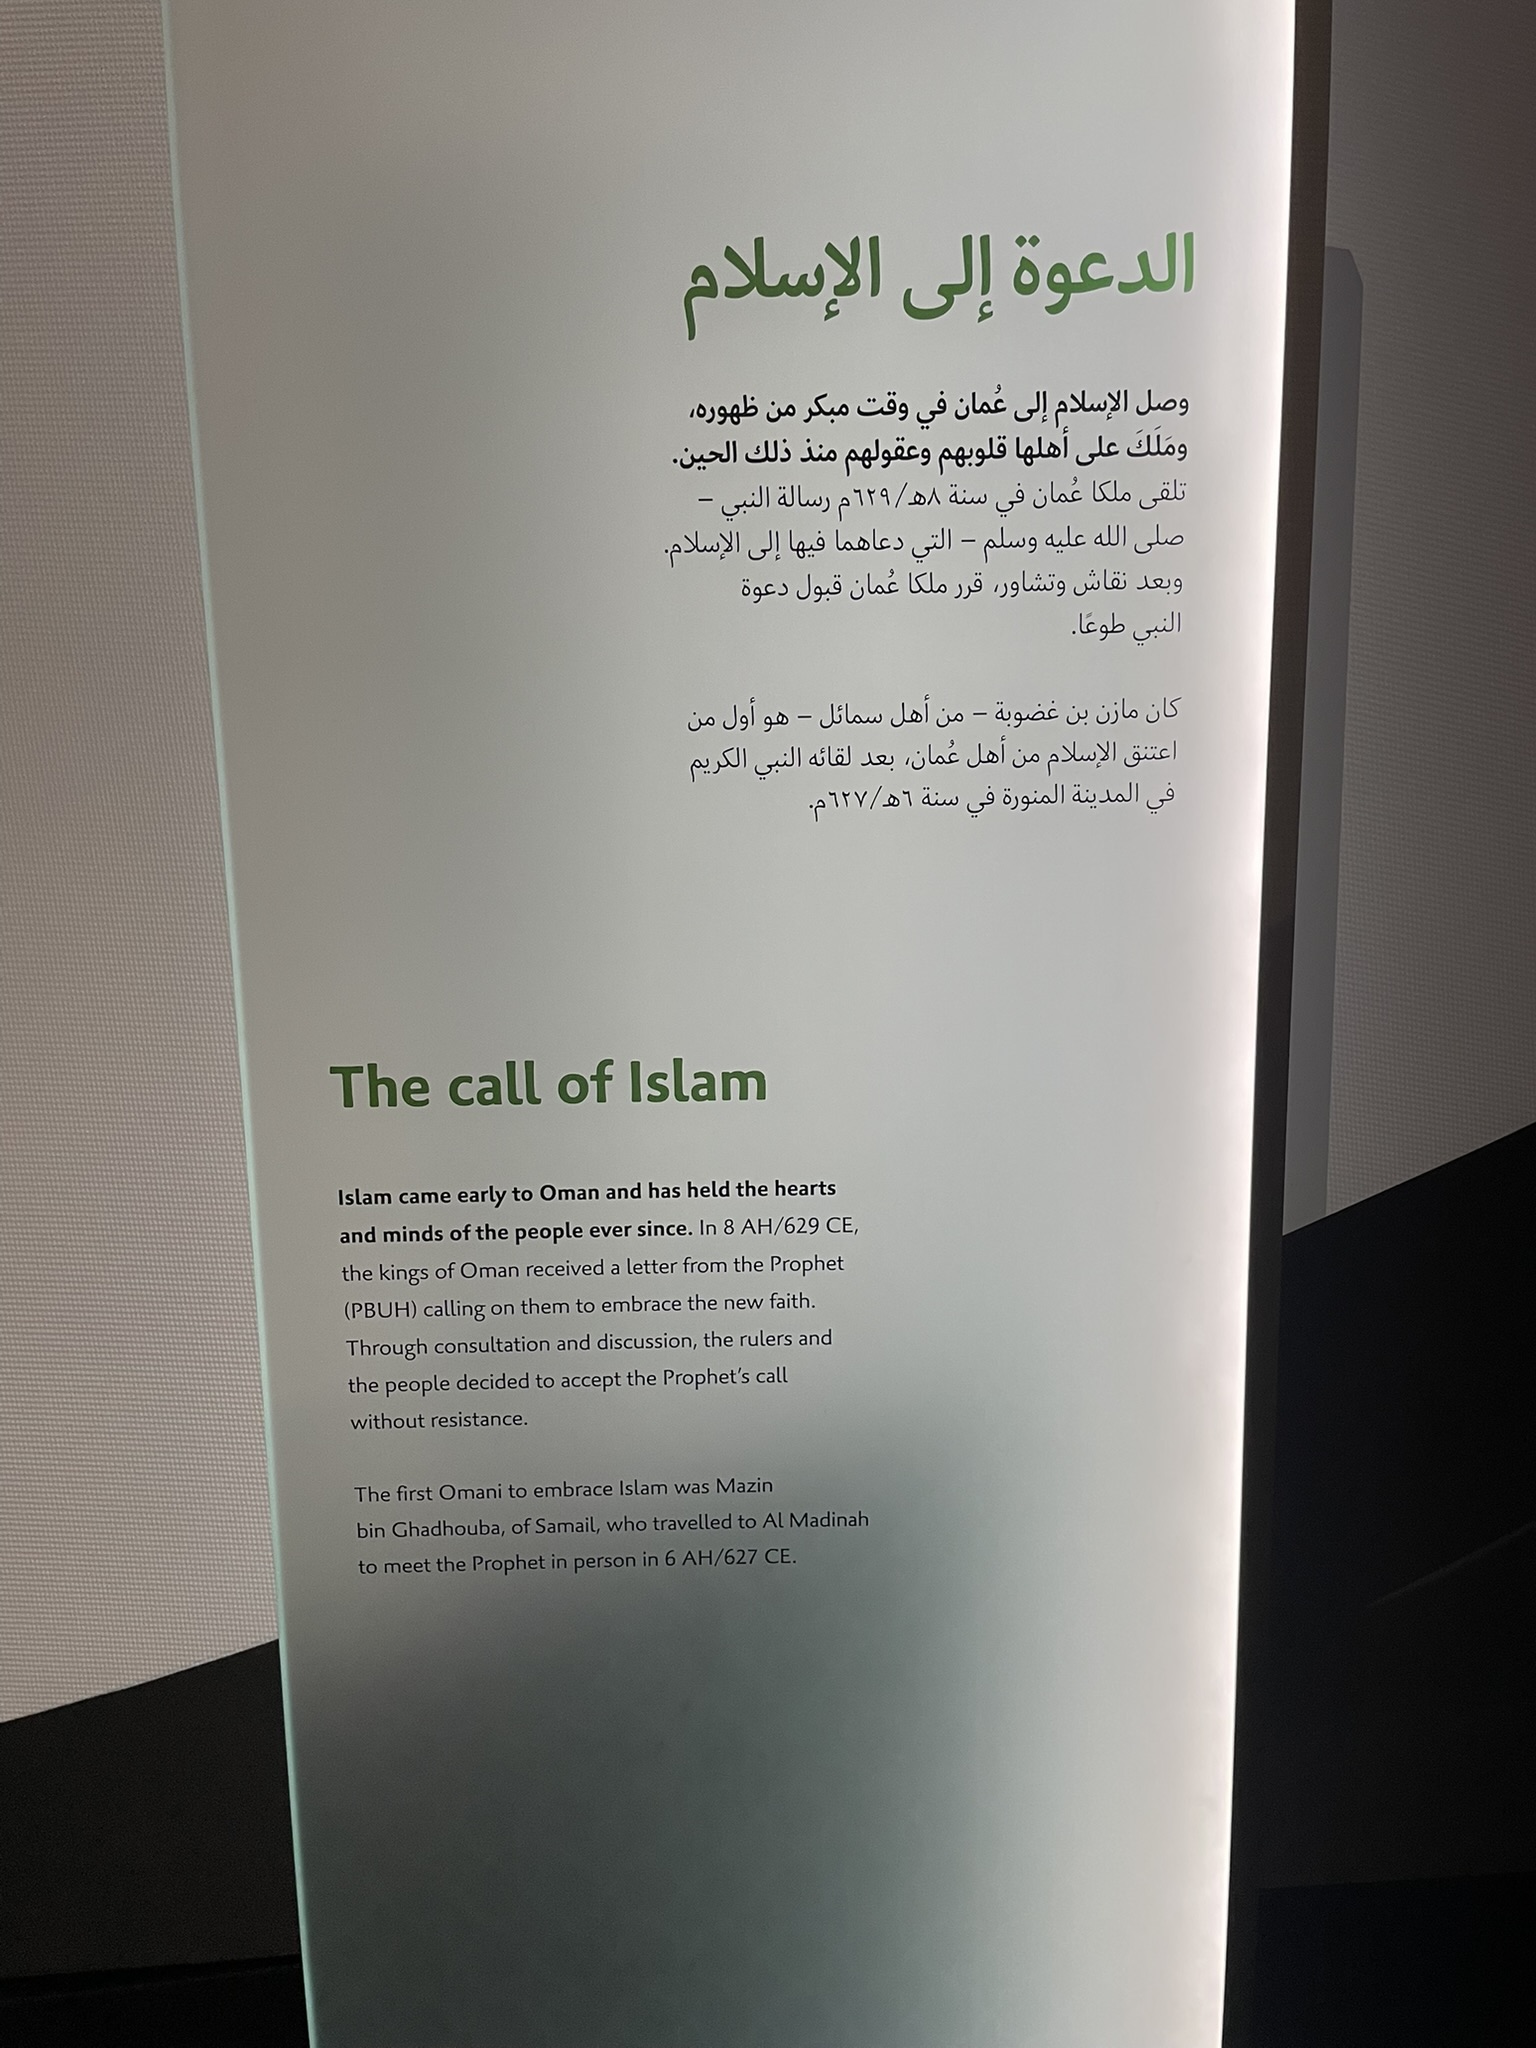 الدعوة إلى الإسلام
وصل الإسلام إلى عُمان في وقت مبكر من ظهوره،
ومَلَكَ على أهلها قلوبهم وعقولهم منذ ذلك الحين.
تلقى ملكا عُمان في سنة ٨هـ/٦٢٩م رسالة النبي –
صلى الله عليه وسلم – التي دعاهما فيها إلى الإسلام.
وبعد نقاش وتشاور، قرر ملكا عُمان قبول دعوة
النبي طوعًا.
كان مازن بن غضوبة – من أهل سمائل – هو أول من
اعتنق الإسلام من أهل عُمان، بعد لقائه النبي الكريم
في المدينة المنورة في سنة ٦هـ/٦٢٧م.
The call of Islam
Islam came early to Oman and has held the hearts
and minds of the people ever since. In 8 AH/629 CE,
the kings of Oman received a letter from the Prophet
(PBUH) calling on them to embrace the new faith.
Through consultation and discussion, the rulers and
the people decided to accept the Prophet's call
without resistance.
The first Omani to embrace Islam was Mazin
bin Ghadhouba, of Samail, who travelled to Al Madinah
to meet the Prophet in person in 6 AH/627 CE.